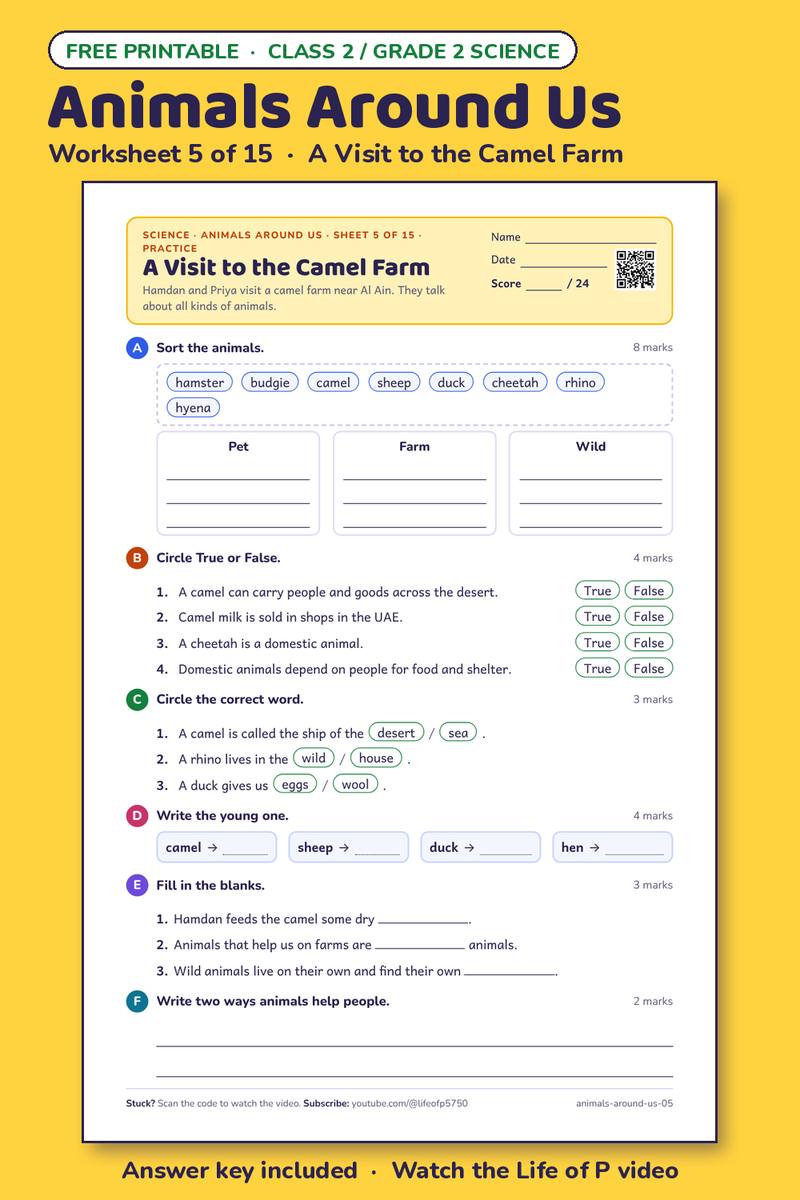 FREE PRINTABLE · CLASS 2 / GRADE 2 SCIENCE
Animals Around Us
Worksheet 5 of 15 · A Visit to the Camel Farm
SCIENCE · ANIMALS AROUND US · SHEET 5 OF 15 ·
PRACTICE
A Visit to the Camel Farm
Hamdan and Priya visit a camel farm near Al Ain. They talk
about all kinds of animals.
Name
Date
Score / 24
A Sort the animals. 8 marks
hamster budgie camel sheep duck cheetah rhino
hyena
Pet Farm Wild
B Circle True or False. 4 marks
1. A camel can carry people and goods across the desert. True False
2. Camel milk is sold in shops in the UAE. True False
3. A cheetah is a domestic animal. True False
4. Domestic animals depend on people for food and shelter. True False
C Circle the correct word. 3 marks
1. A camel is called the ship of the desert / sea .
2. A rhino lives in the wild / house .
3. A duck gives us eggs / wool .
D Write the young one. 4 marks
camel → sheep → duck → hen →
E Fill in the blanks. 3 marks
1. Hamdan feeds the camel some dry ____________.
2. Animals that help us on farms are ____________ animals.
3. Wild animals live on their own and find their own ____________.
F Write two ways animals help people. 2 marks
Stuck? Scan the code to watch the video. Subscribe: youtube.com/@lifeofp5750 animals-around-us-05
Answer key included · Watch the Life of P video